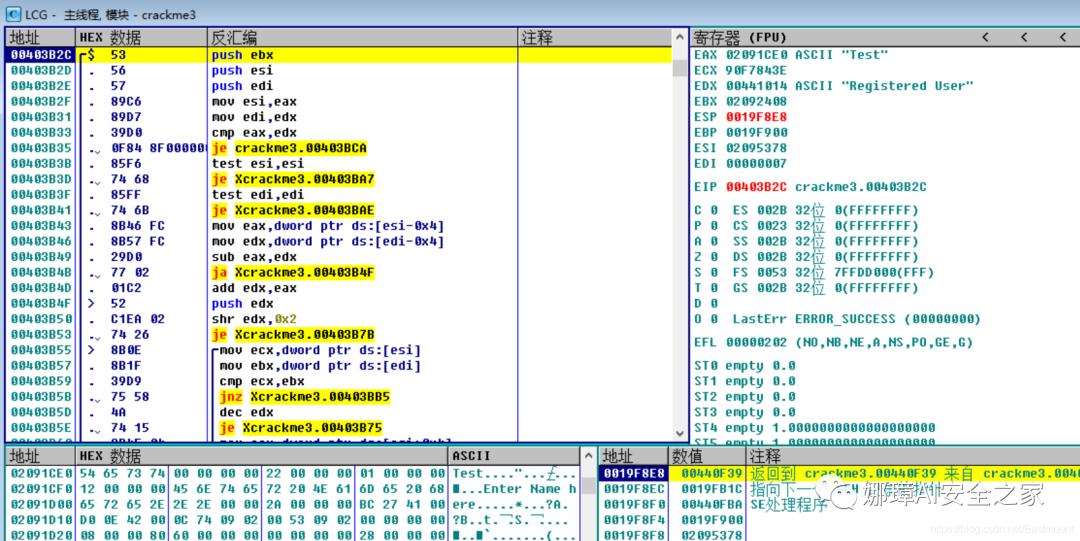 LCG - 主线程, 模块 - crackme3
地址 HEX 数据 反汇编 注释
00403B2C $ 53 push ebx
00403B2D . 56 push esi
00403B2E . 57 push edi
00403B2F . 89C6 mov esi,eax
00403B31 . 89D7 mov edi,edx
00403B33 . 39D0 cmp eax,edx
00403B35 . 0F84 8F00000 je crackme3.00403BCA
00403B3B . 85F6 test esi,esi
00403B3D . 74 68 je Xcrackme3.00403BA7
00403B3F . 85FF test edi,edi
00403B41 . 74 6B je Xcrackme3.00403BAE
00403B43 . 8B46 FC mov eax,dword ptr ds:[esi-0x4]
00403B46 . 8B57 FC mov edx,dword ptr ds:[edi-0x4]
00403B49 . 29D0 sub eax,edx
00403B4B . 77 02 ja Xcrackme3.00403B4F
00403B4D . 01C2 add edx,eax
00403B4F > 52 push edx
00403B50 . C1EA 02 shr edx,0x2
00403B53 . 74 26 je Xcrackme3.00403B7B
00403B55 > 8B0E mov ecx,dword ptr ds:[esi]
00403B57 . 8B1F mov ebx,dword ptr ds:[edi]
00403B59 . 39D9 cmp ecx,ebx
00403B5B . 75 58 jnz Xcrackme3.00403BB5
00403B5D . 4A dec edx
00403B5E . 74 15 je Xcrackme3.00403B75
寄存器 (FPU) < < <
EAX 02091CE0 ASCII "Test"
ECX 90F7843E
EDX 00441014 ASCII "Registered User"
EBX 02092408
ESP 0019F8E8
EBP 0019F900
ESI 02095378
EDI 00000007
EIP 00403B2C crackme3.00403B2C
C 0 ES 002B 32位 0(FFFFFFFF)
P 0 CS 0023 32位 0(FFFFFFFF)
A 0 SS 002B 32位 0(FFFFFFFF)
Z 0 DS 002B 32位 0(FFFFFFFF)
S 0 FS 0053 32位 7FFDD000(FFF)
T 0 GS 002B 32位 0(FFFFFFFF)
D 0
O 0 LastErr ERROR_SUCCESS (00000000)
EFL 00000202 (NO,NB,NE,A,NS,PO,GE,G)
ST0 empty 0.0
ST1 empty 0.0
ST2 empty 0.0
ST3 empty 0.0
ST4 empty 1.0000000000000000000
地址 HEX 数据 ASCII
02091CE0 54 65 73 74 00 00 00 00 22 00 00 00 01 00 00 00 Test....".........
02091CF0 12 00 00 00 45 6E 74 65 72 20 4E 61 6D 65 20 68 ...Enter Name h
02091D00 65 72 65 2E 2E 2E 00 00 2A 00 00 00 BC 27 41 00 ere.....*...?A.
02091D10 D0 0E 42 00 0C 74 09 02 00 53 09 02 00 00 00 00
02091D20 08 00 00 80 60 00 00 00 00 00 00 00 28 00 00 00
地址 数值 注释
0019F8E8 00440F39 返回到 crackme3.00440F39 来自 crackme3.0040
0019F8EC 0019FB1C 指向下一
0019F8F0 00440FBA SE处理程序
0019F8F4 0019F900
0019F8F8 02095378
娜璋AI安全之家
https://blog.csdn.net/Eastmount